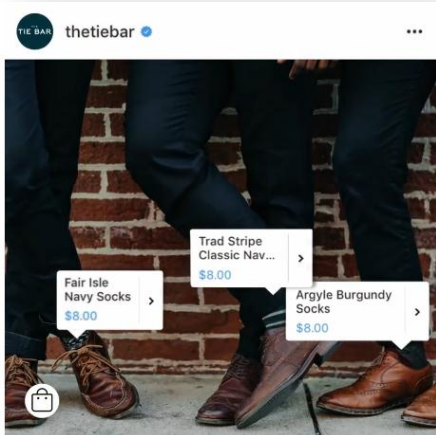 THE
TIE BAR
thetiebar
Trad Stripe
Classic Nav...
$8.00
Fair Isle
Navy Socks
$8.00
Argyle Burgundy
Socks
$8.00